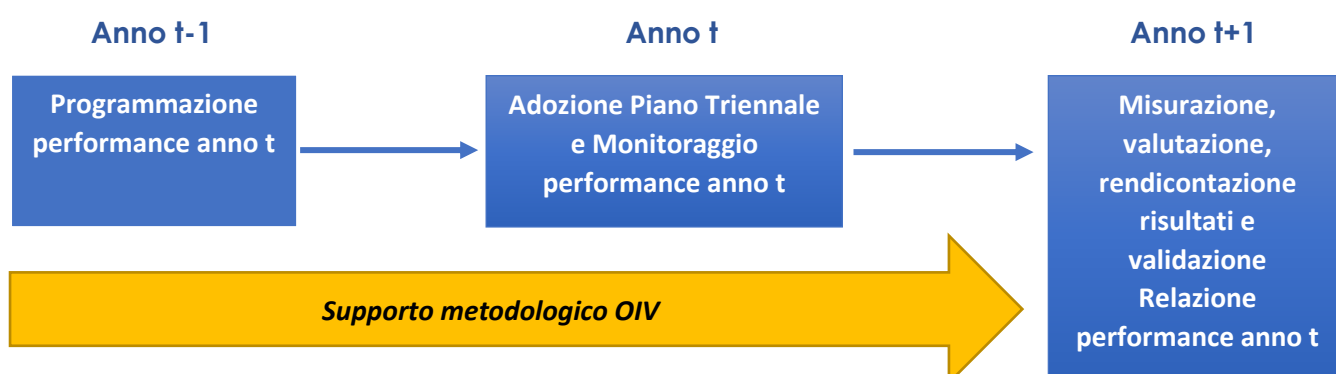 Anno t-1
Anno t
Anno t+1
Programmazione
performance anno t
Adozione Piano Triennale
e Monitoraggio
performance anno t
Misurazione,
valutazione,
rendicontazione
risultati e
validazione
Relazione
performance anno t
Supporto metodologico OIV